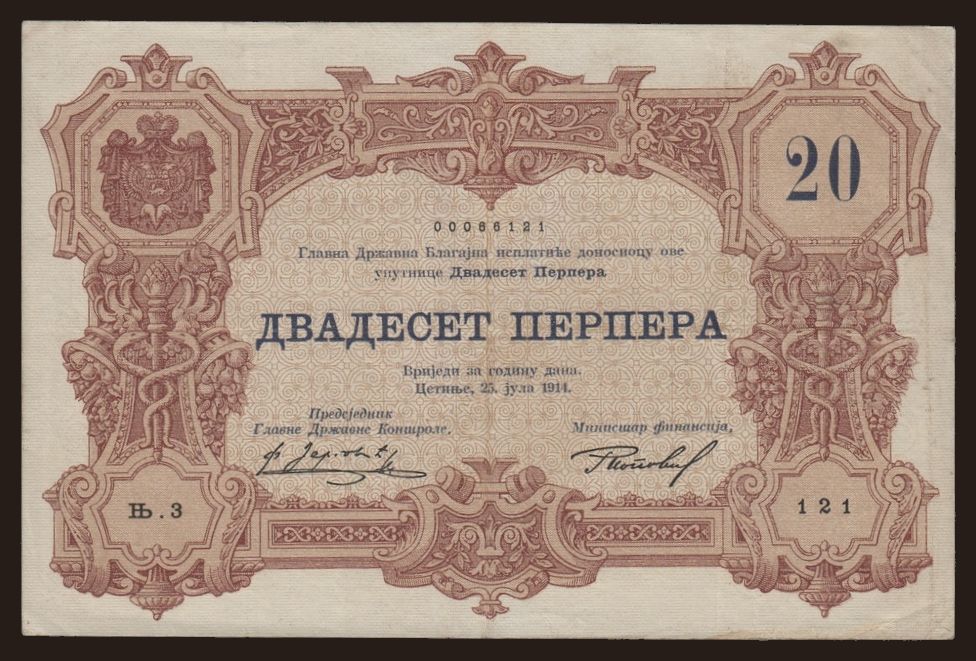 20
00066121
Главна Државна Благајна исплатиће доносиоцу ове
упутнице Двадесет Перпера
ДВАДЕСЕТ ПЕРПЕРА
Вриједи за годину дана.
Цетиње, 25. јула 1914.
Предсједник
Главне Државне Контроле,
Министар финансија,
Њ.3
121